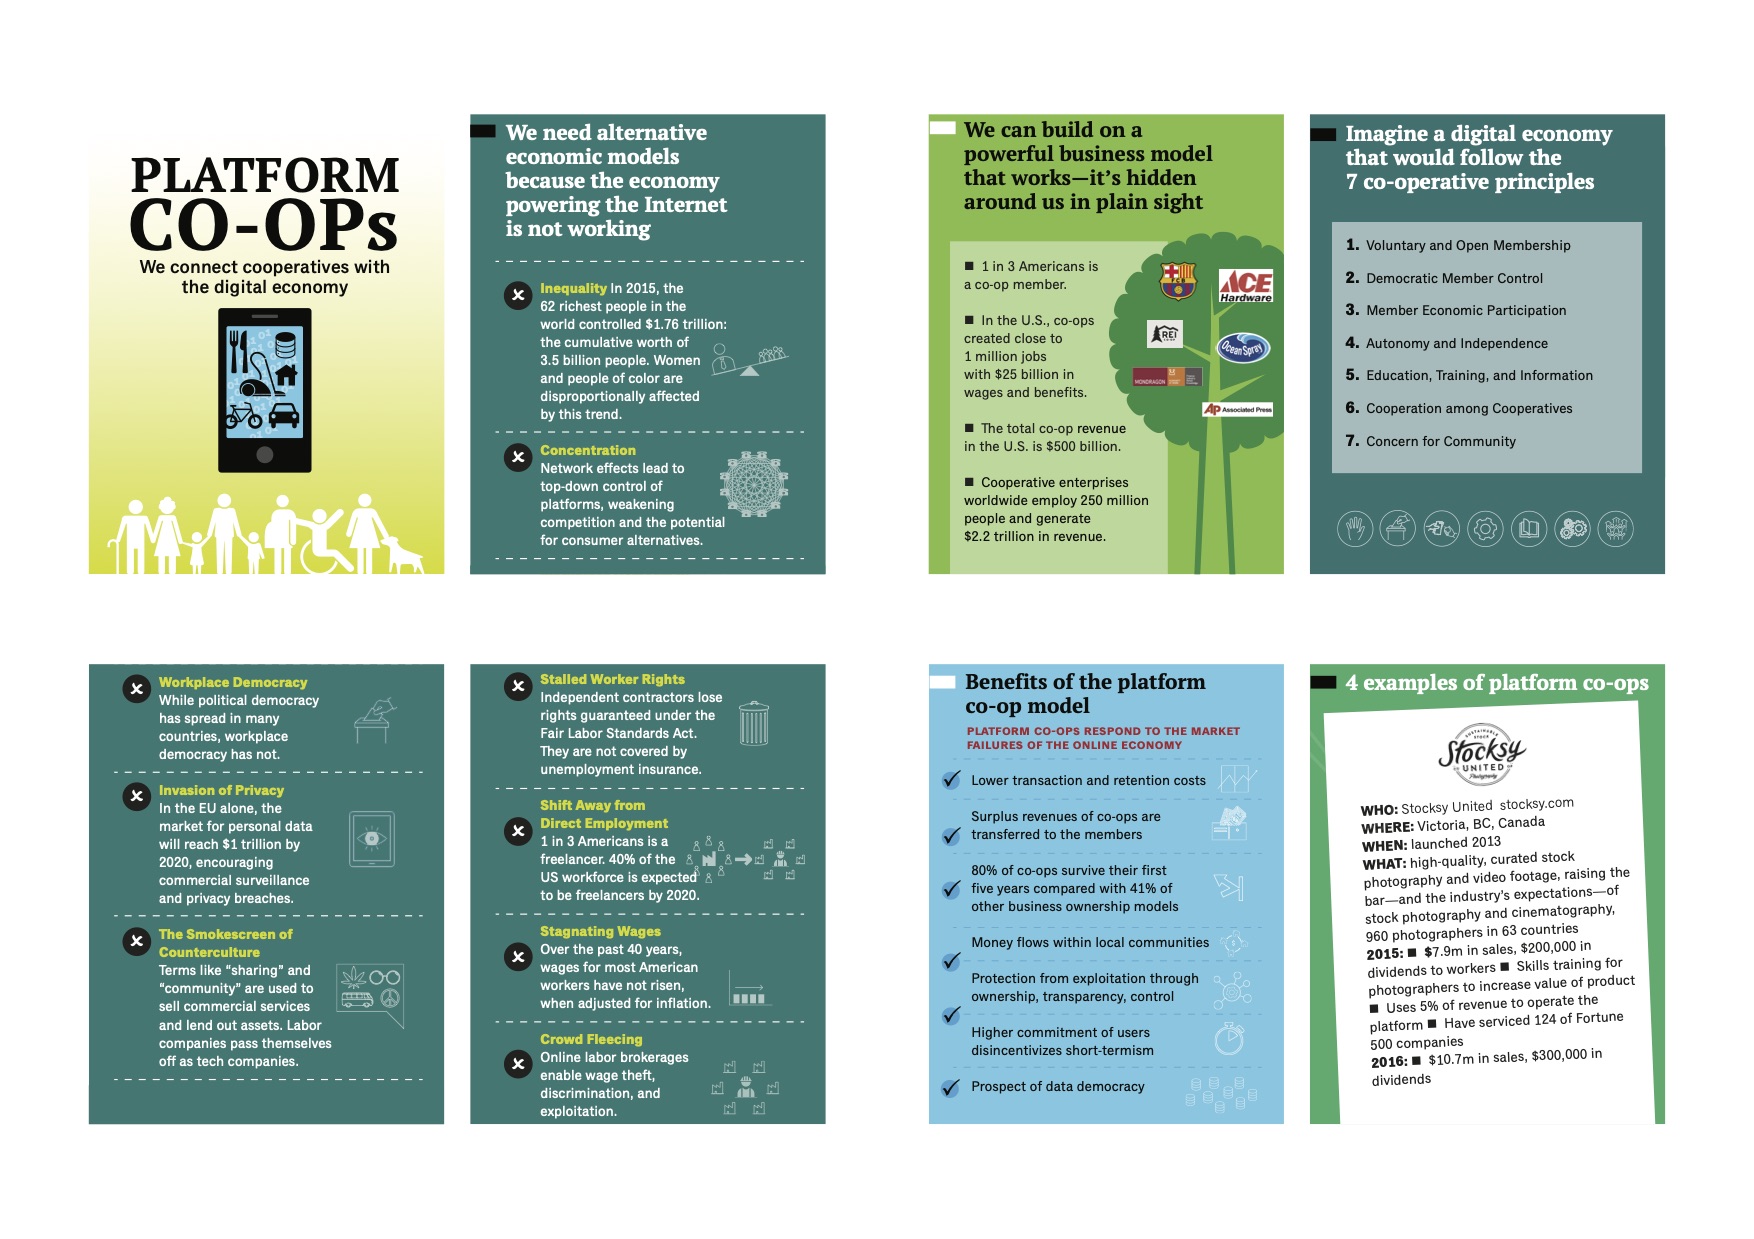 PLATFORM
CO-OPs
We connect cooperatives with
the digital economy
We need alternative
economic models
because the economy
powering the Internet
is not working
Inequality In 2015, the
62 richest people in the
world controlled $1.76 trillion:
the cumulative worth of
3.5 billion people. Women
and people of color are
disproportionally affected
by this trend.
Concentration
Network effects lead to
top-down control of
platforms, weakening
competition and the potential
for consumer alternatives.
We can build on a
powerful business model
that works—it’s hidden
around us in plain sight
■ 1 in 3 Americans is
a co-op member.
■ In the U.S., co-ops
created close to
1 million jobs
with $25 billion in
wages and benefits.
■ The total co-op revenue
in the U.S. is $500 billion.
■ Cooperative enterprises
worldwide employ 250 million
people and generate
$2.2 trillion in revenue.
FCB
ACE
Hardware
REI
CO-OP
Ocean Spray
MONDRAGON
AP Associated Press
Imagine a digital economy
that would follow the
7 co-operative principles
1. Voluntary and Open Membership
2. Democratic Member Control
3. Member Economic Participation
4. Autonomy and Independence
5. Education, Training, and Information
6. Cooperation among Cooperatives
7. Concern for Community
Workplace Democracy
While political democracy
has spread in many
countries, workplace
democracy has not.
Invasion of Privacy
In the EU alone, the
market for personal data
will reach $1 trillion by
2020, encouraging
commercial surveillance
and privacy breaches.
The Smokescreen of
Counterculture
Terms like “sharing” and
“community” are used to
sell commercial services
and lend out assets. Labor
companies pass themselves
off as tech companies.
Stalled Worker Rights
Independent contractors lose
rights guaranteed under the
Fair Labor Standards Act.
They are not covered by
unemployment insurance.
Shift Away from
Direct Employment
1 in 3 Americans is a
freelancer. 40% of the
US workforce is expected
to be freelancers by 2020.
Stagnating Wages
Over the past 40 years,
wages for most American
workers have not risen,
when adjusted for inflation.
Crowd Fleecing
Online labor brokerages
enable wage theft,
discrimination, and
exploitation.
Benefits of the platform
co-op model
PLATFORM CO-OPS RESPOND TO THE MARKET
FAILURES OF THE ONLINE ECONOMY
Lower transaction and retention costs
Surplus revenues of co-ops are
transferred to the members
80% of co-ops survive their first
five years compared with 41% of
other business ownership models
Money flows within local communities
Protection from exploitation through
ownership, transparency, control
Higher commitment of users
disincentivizes short-termism
Prospect of data democracy
4 examples of platform co-ops
SUSTAINABLE
STOCK
Stocksy
UNITED
Photography
WHO: Stocksy United stocksy.com
WHERE: Victoria, BC, Canada
WHEN: launched 2013
WHAT: high-quality, curated stock
photography and video footage, raising the
bar—and the industry’s expectations—of
stock photography and cinematography,
960 photographers in 63 countries
2015: ■ $7.9m in sales, $200,000 in
dividends to workers ■ Skills training for
photographers to increase value of product
■ Uses 5% of revenue to operate the
platform ■ Have serviced 124 of Fortune
500 companies
2016: ■ $10.7m in sales, $300,000 in
dividends